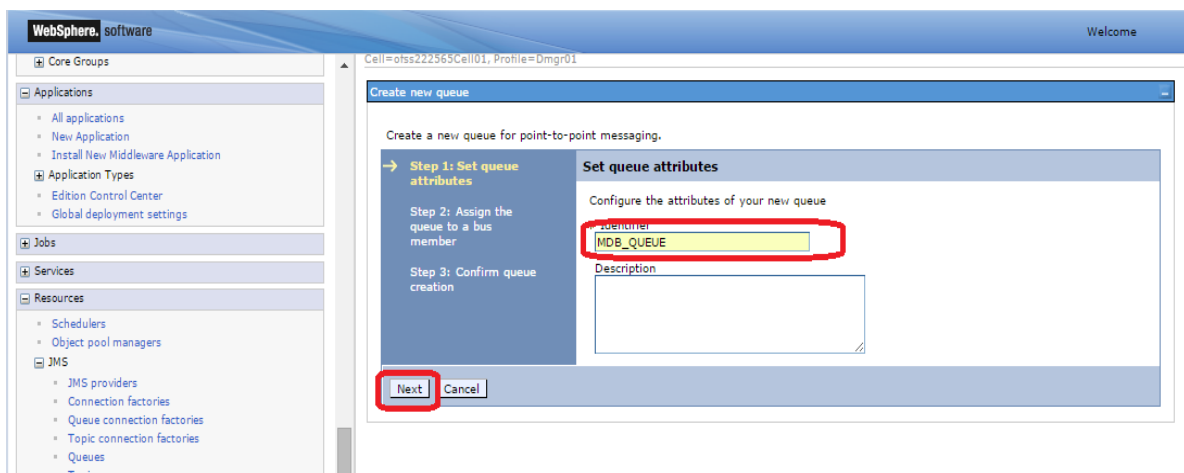 WebSphere. software
Welcome
Core Groups
Applications
All applications
New Application
Install New Middleware Application
Application Types
Edition Control Center
Global deployment settings
Jobs
Services
Resources
Schedulers
Object pool managers
JMS
JMS providers
Connection factories
Queue connection factories
Topic connection factories
Queues
Cell=ofss222565Cell01, Profile=Dmgr01
Create new queue
Create a new queue for point-to-point messaging.
Step 1: Set queue
attributes
Step 2: Assign the
queue to a bus
member
Step 3: Confirm queue
creation
Set queue attributes
Configure the attributes of your new queue
Identifier
MDB_QUEUE
Description
Next
Cancel